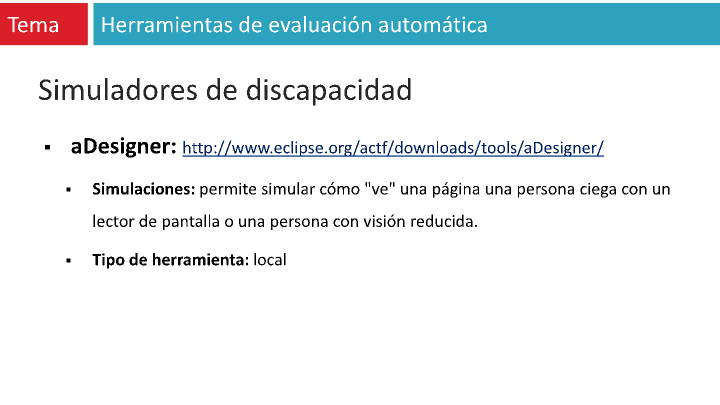 Tema
Herramientas de evaluación automática
Simuladores de discapacidad
▪ aDesigner: http://www.eclipse.org/actf/downloads/tools/aDesigner/
▪ Simulaciones: permite simular cómo "ve" una página una persona ciega con un
lector de pantalla o una persona con visión reducida.
▪ Tipo de herramienta: local